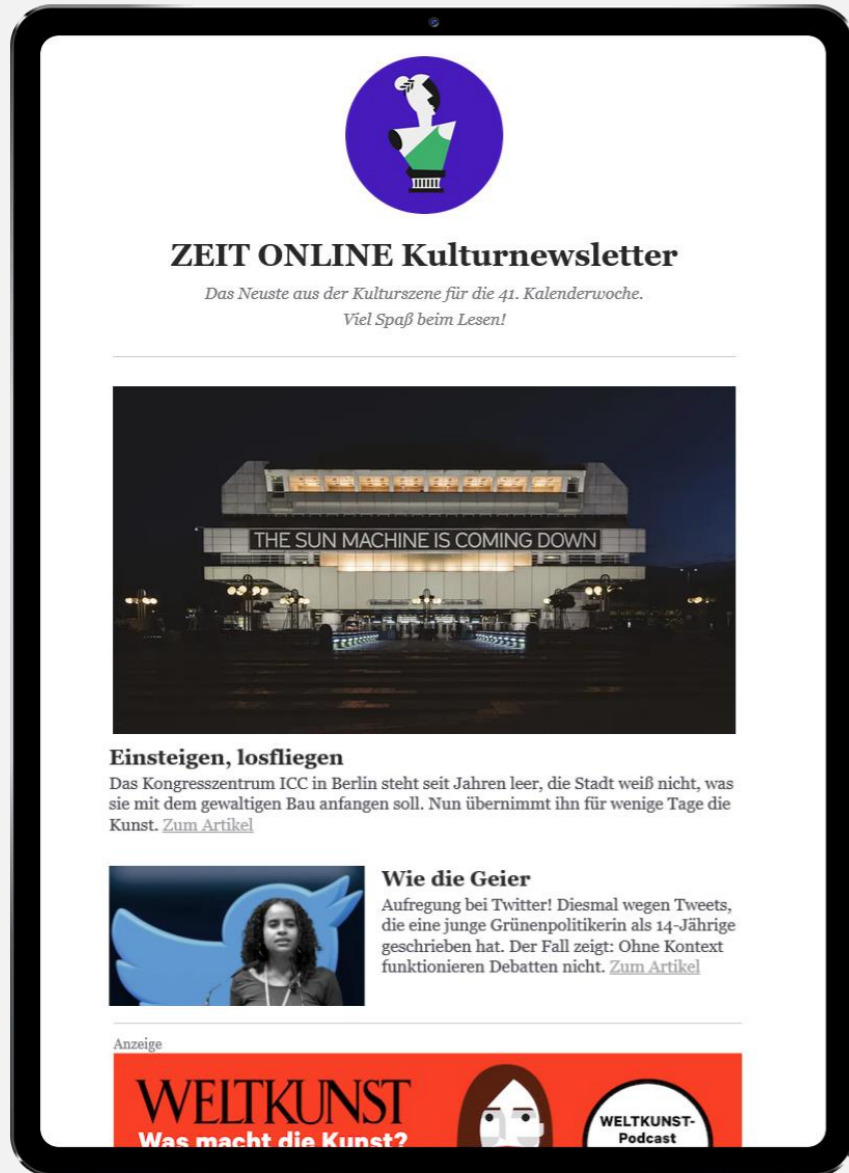 ZEIT ONLINE Kulturnewsletter
Das Neuste aus der Kulturszene für die 41. Kalenderwoche.
Viel Spaß beim Lesen!
THE SUN MACHINE IS COMING DOWN
Einsteigen, losfliegen
Das Kongresszentrum ICC in Berlin steht seit Jahren leer, die Stadt weiß nicht, was
sie mit dem gewaltigen Bau anfangen soll. Nun übernimmt ihn für wenige Tage die
Kunst. Zum Artikel
Wie die Geier
Aufregung bei Twitter! Diesmal wegen Tweets,
die eine junge Grünenpolitikerin als 14-Jährige
geschrieben hat. Der Fall zeigt: Ohne Kontext
funktionieren Debatten nicht. Zum Artikel
Anzeige
WELTKUNST
Was macht die Kunst?
WELTKUNST-
Podcast